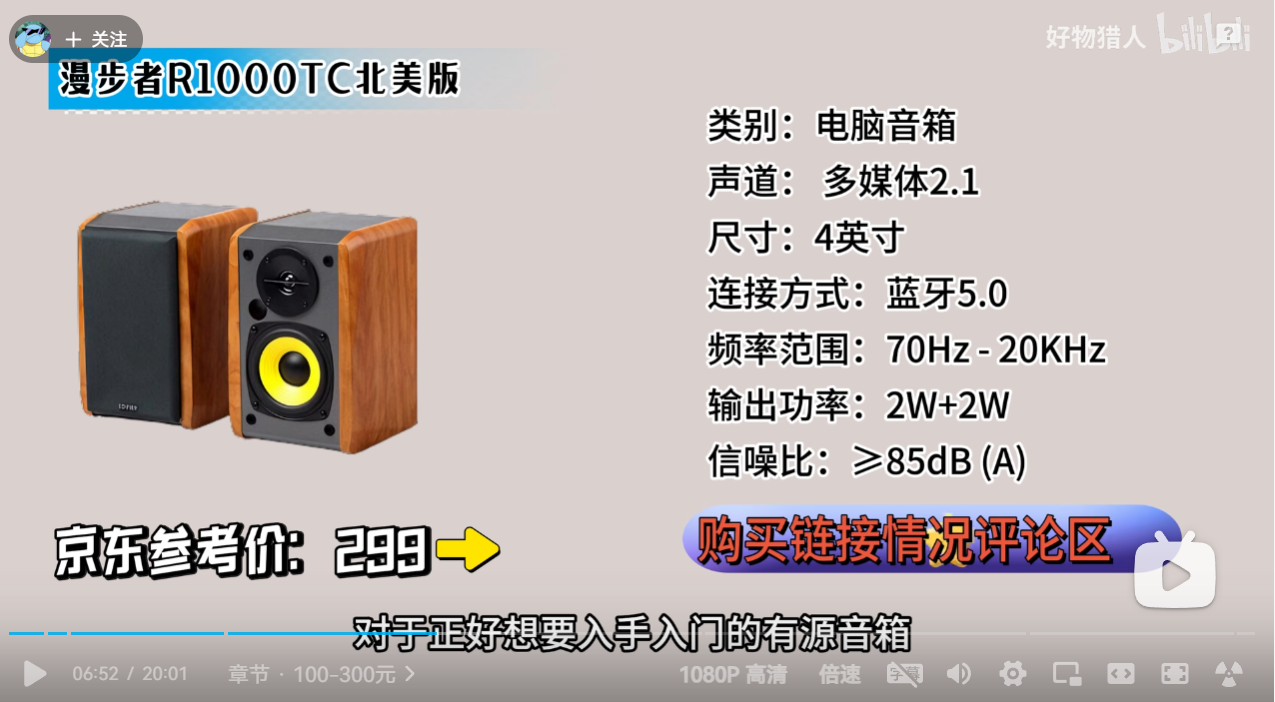 + 关注
好物猎人 bilibili
?
漫步者R1000TC北美版
类别：电脑音箱
声道： 多媒体2.1
尺寸：4英寸
连接方式：蓝牙5.0
频率范围：70Hz - 20KHz
输出功率：2W+2W
信噪比：≥85dB (A)
京东参考价：299
购买链接情况评论区
对于正好想要入手入门的有源音箱
06:52 / 20:01
章节 · 100-300元 >
1080P 高清
倍速
字幕